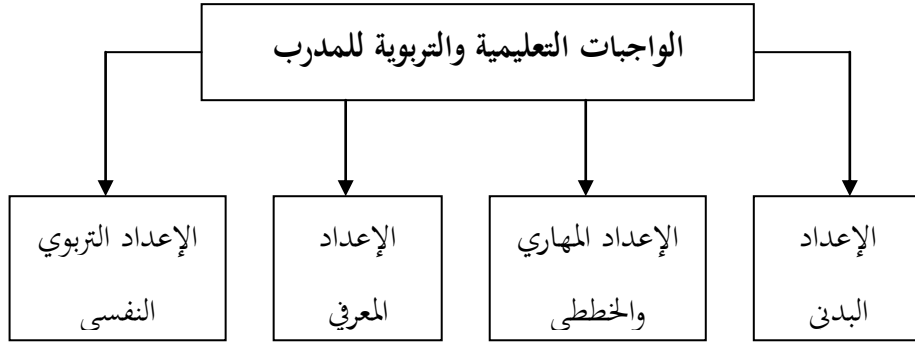 الواجبات التعليمية والتربوية للمدرب
الإعداد
البدنى
الإعداد المهاري
والخططى
الإعداد
المعرفي
الإعداد التربوي
النفسى